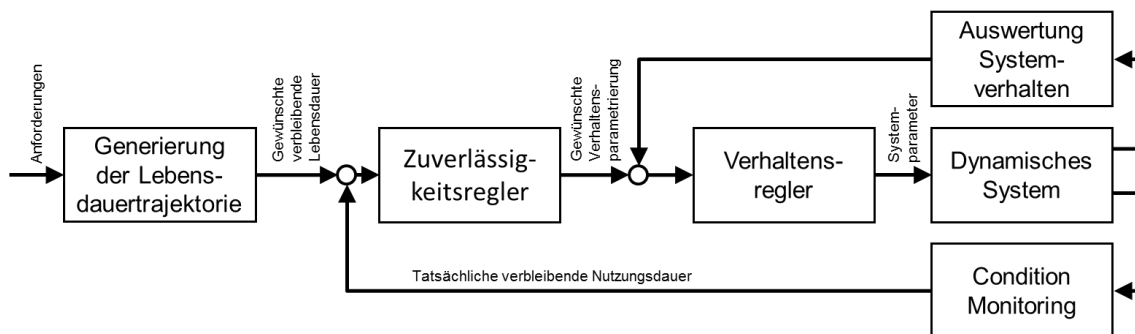 Anforderungen
Generierung
der Lebens-
dauertrajektorie
Gewünschte
verbleibende
Lebensdauer
Zuverlässig-
keitsregler
Gewünschte
Verhaltens-
parametrierung
Verhaltens-
regler
System-
parameter
Auswertung
System-
verhalten
Dynamisches
System
Tatsächliche verbleibende Nutzungsdauer
Condition
Monitoring